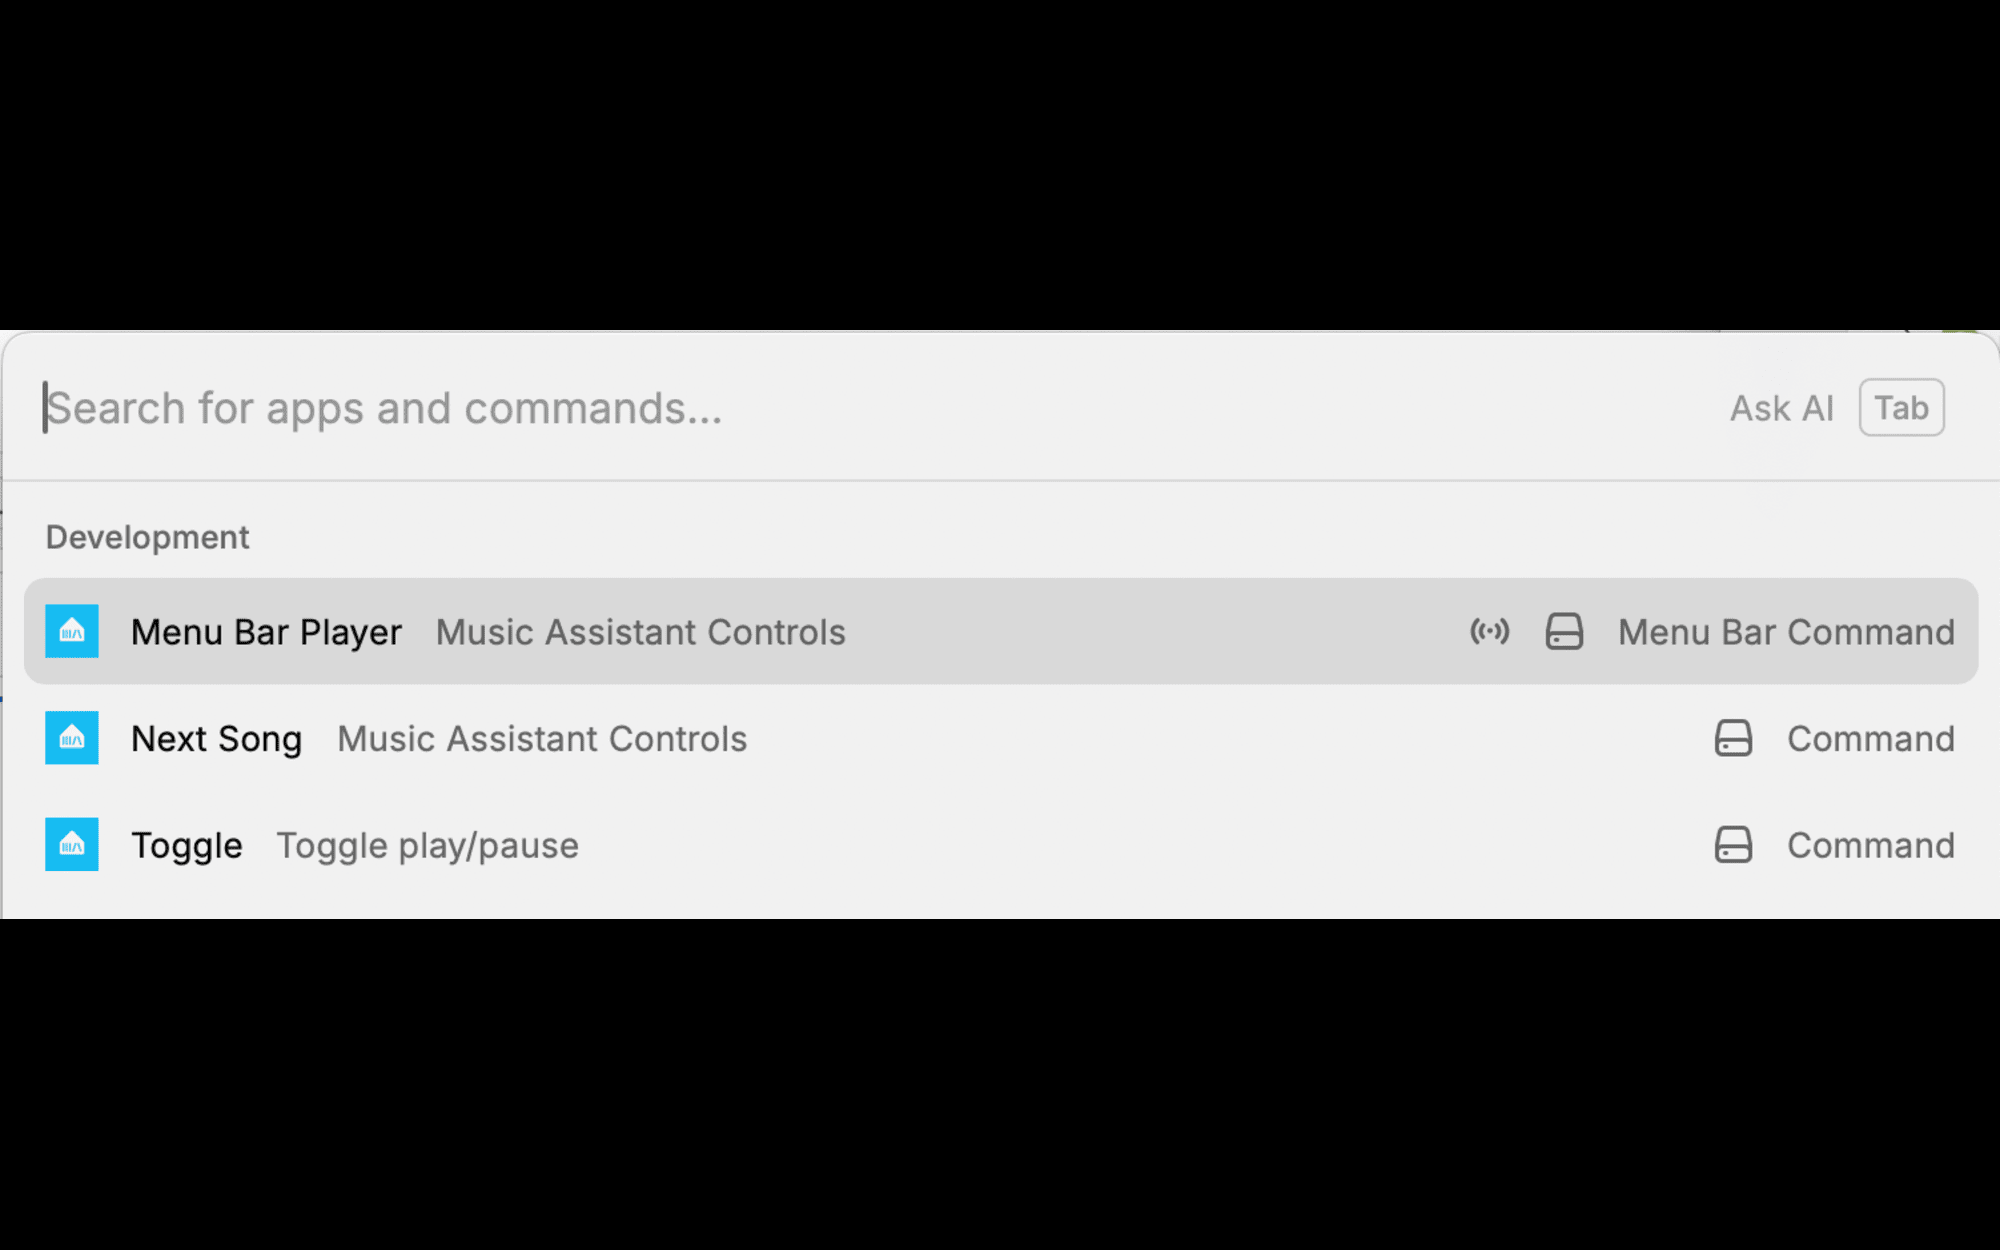 Search for apps and commands... Ask AI Tab
Development
Menu Bar Player Music Assistant Controls Menu Bar Command
Next Song Music Assistant Controls Command
Toggle Toggle play/pause Command